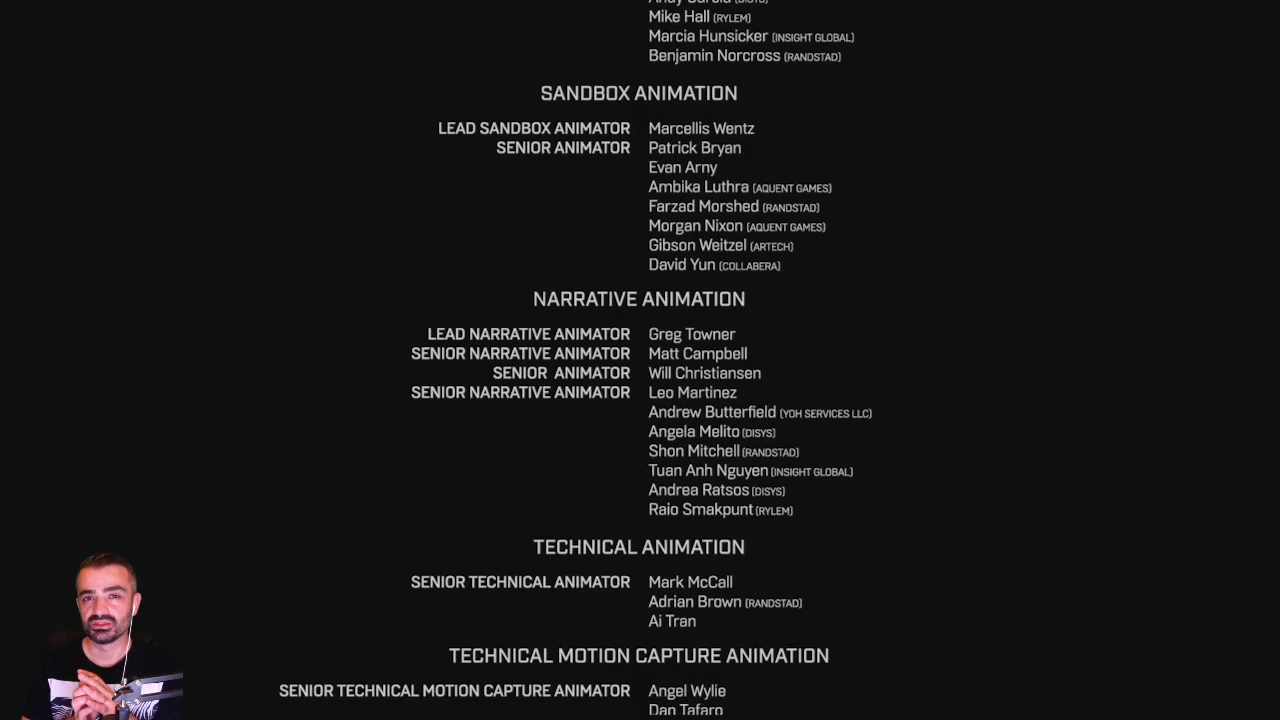 Mike Hall (RYLEM)
Marcia Hunsicker (INSIGHT GLOBAL)
Benjamin Norcross (RANDSTAD)
SANDBOX ANIMATION
LEAD SANDBOX ANIMATOR Marcellis Wentz
SENIOR ANIMATOR Patrick Bryan
Evan Arny
Ambika Luthra (AQUENT GAMES)
Farzad Morshed (RANDSTAD)
Morgan Nixon (AQUENT GAMES)
Gibson Weitzel (ARTECH)
David Yun (COLLABERA)
NARRATIVE ANIMATION
LEAD NARRATIVE ANIMATOR Greg Towner
SENIOR NARRATIVE ANIMATOR Matt Campbell
SENIOR ANIMATOR Will Christiansen
SENIOR NARRATIVE ANIMATOR Leo Martinez
Andrew Butterfield (YOH SERVICES LLC)
Angela Melito (DISYS)
Shon Mitchell (RANDSTAD)
Tuan Anh Nguyen (INSIGHT GLOBAL)
Andrea Ratsos (DISYS)
Raio Smakpunt (RYLEM)
TECHNICAL ANIMATION
SENIOR TECHNICAL ANIMATOR Mark McCall
Adrian Brown (RANDSTAD)
Ai Tran
TECHNICAL MOTION CAPTURE ANIMATION
SENIOR TECHNICAL MOTION CAPTURE ANIMATOR Angel Wylie
Dan Tafaro